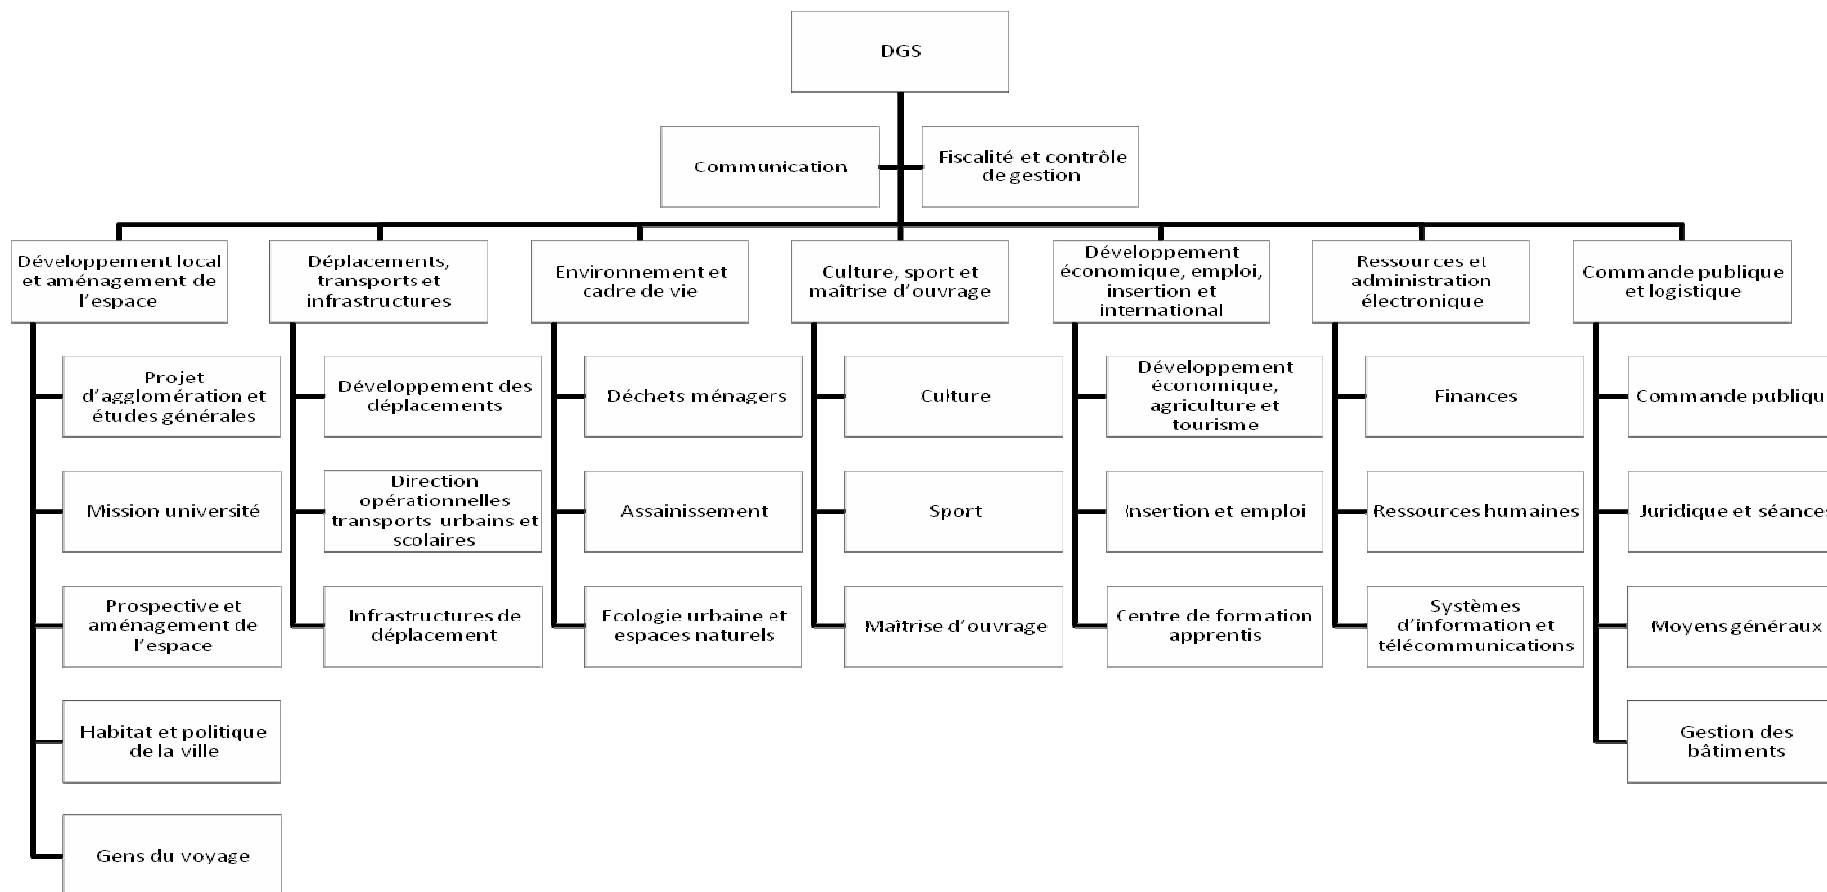 DGS
Communication
Fiscalité et contrôle
de gestion
Développement local
et aménagement de
l'espace
Déplacements,
transports et
infrastructures
Environnement et
cadre de vie
Culture, sport et
maîtrise d'ouvrage
Développement
économique, emploi,
insertion et
international
Ressources et
administration
électronique
Commande publique
et logistique
Projet
d'agglomération et
études générales
Mission université
Prospective et
aménagement de
l'espace
Habitat et politique
de la ville
Gens du voyage
Développement des
déplacements
Direction
opérationnelles
transports urbains et
scolaires
Infrastructures de
déplacement
Déchets ménagers
Assainissement
Ecologie urbaine et
espaces naturels
Culture
Sport
Maîtrise d'ouvrage
Développement
économique,
agriculture et
tourisme
Insertion et emploi
Centre de formation
apprentis
Finances
Ressources humaines
Systèmes
d'information et
télécommunications
Commande publiqu
Juridique et séances
Moyens généraux
Gestion des
bâtiments